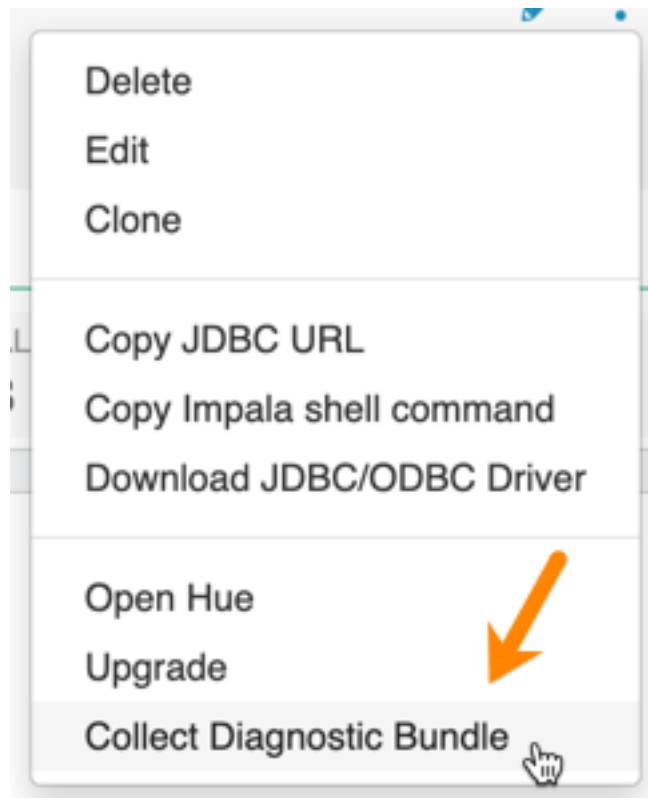 Delete
Edit
Clone
Copy JDBC URL
Copy Impala shell command
Download JDBC/ODBC Driver
Open Hue
Upgrade
Collect Diagnostic Bundle